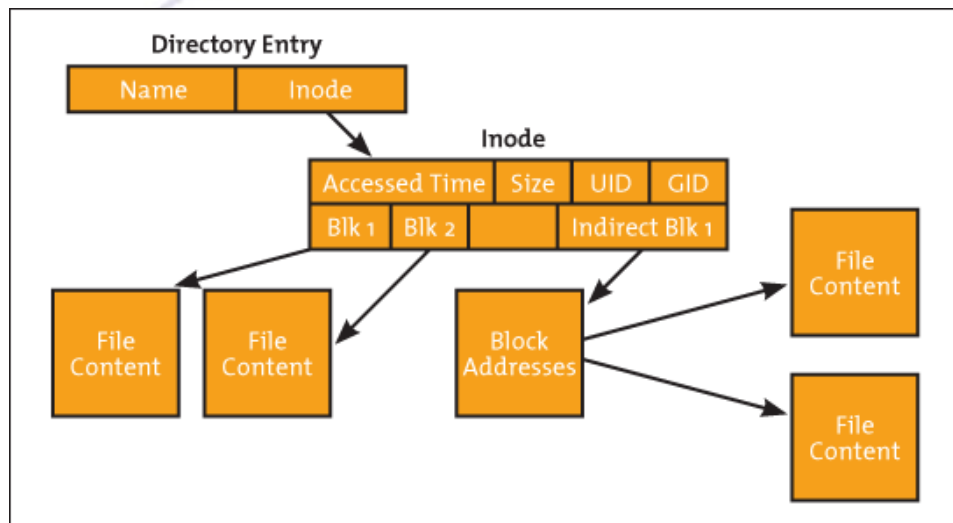 Directory Entry
Name Inode
Inode
Accessed Time Size UID GID
Blk 1 Blk 2 Indirect Blk 1
File
Content
File
Content
Block
Addresses
File
Content
File
Content